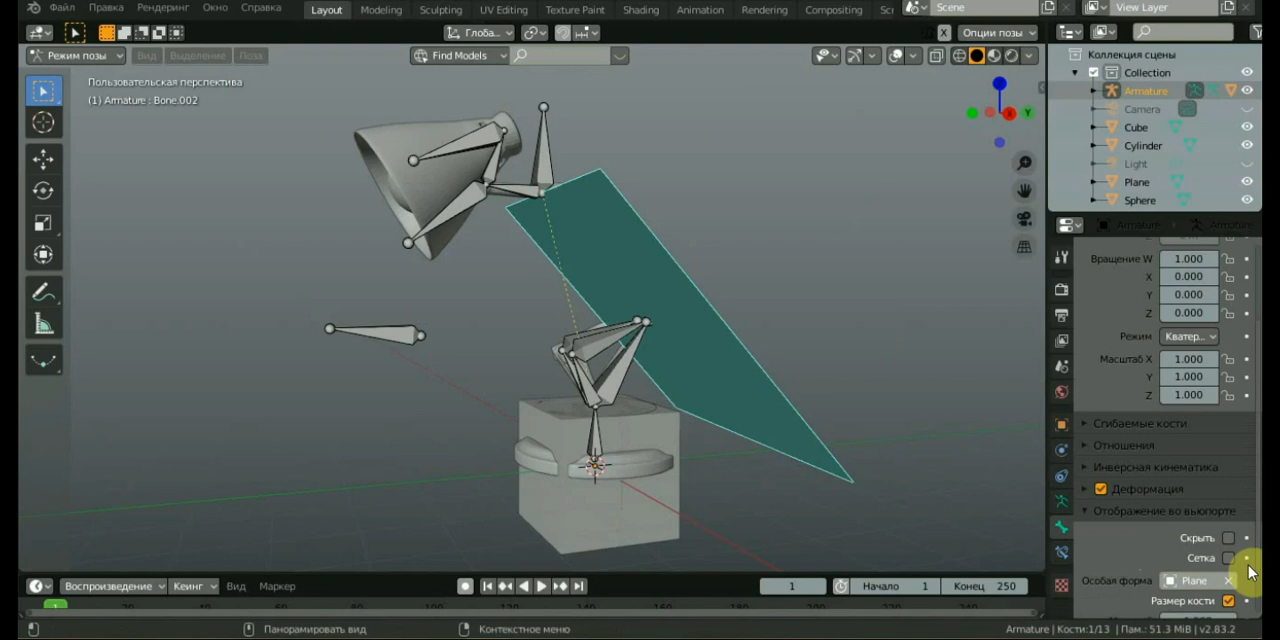 Файл Правка Рендеринг Окно Справка Layout Modeling Sculpting UV Editing Texture Paint Shading Animation Rendering Compositing Scene View Layer
Глоба... X Опции позы
Режим позы Вид Выделение Поза Find Models
Пользовательская перспектива
(1) Armature : Bone.002
Z
X Y
Коллекция сцены
Collection
Armature
Camera
Cube
Cylinder
Light
Plane
Sphere
Armature Armature
Вращение W 1.000
X 0.000
Y 0.000
Z 0.000
Режим Кватер...
Масштаб X 1.000
Y 1.000
Z 1.000
Сгибаемые кости
Отношения
Инверсная кинематика
Деформация
Отображение во вьюпорте
Скрыть
Сетка
Особая форма Plane
Размер кости
Воспроизведение Кеинг Вид Маркер 1 Начало 1 Конец 250
1
Панорамировать вид Контекстное меню Armature | Кости:1/13 | Пам.: 51.3 MiB | v2.83.2